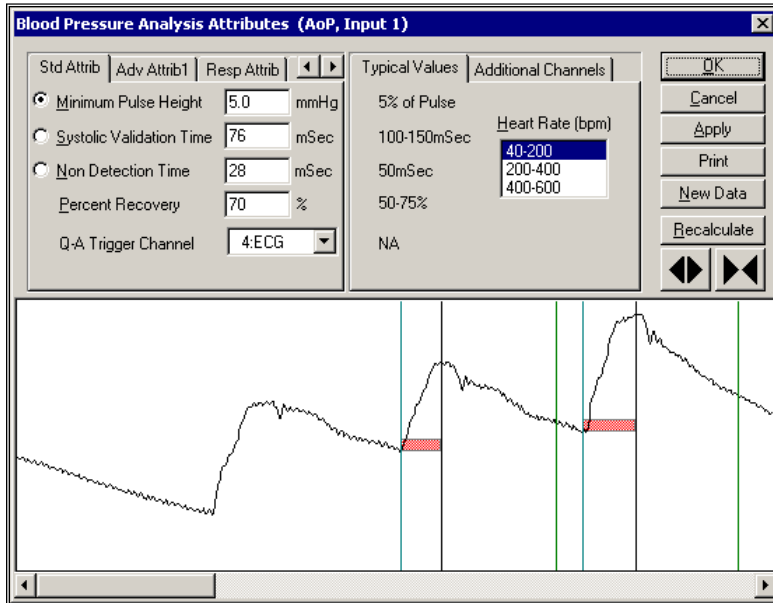 Blood Pressure Analysis Attributes (AoP, Input 1)
Std Attrib Adv Attrib1 Resp Attrib
Minimum Pulse Height 5.0 mmHg
Systolic Validation Time 76 mSec
Non Detection Time 28 mSec
Percent Recovery 70 %
Q-A Trigger Channel 4:ECG
Typical Values Additional Channels
5% of Pulse
100-150mSec
50mSec
50-75%
NA
Heart Rate (bpm)
40-200
200-400
400-600
OK
Cancel
Apply
Print
New Data
Recalculate